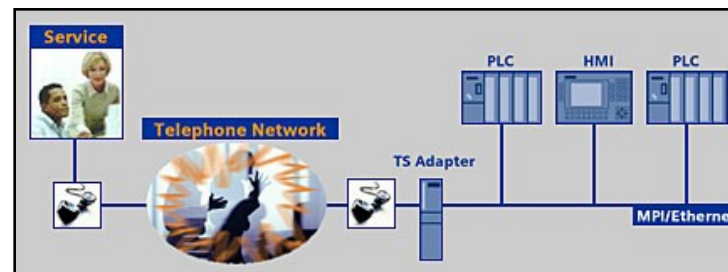 Service
PLC
HMI
PLC
Telephone Network
TS Adapter
MPI/Etherne